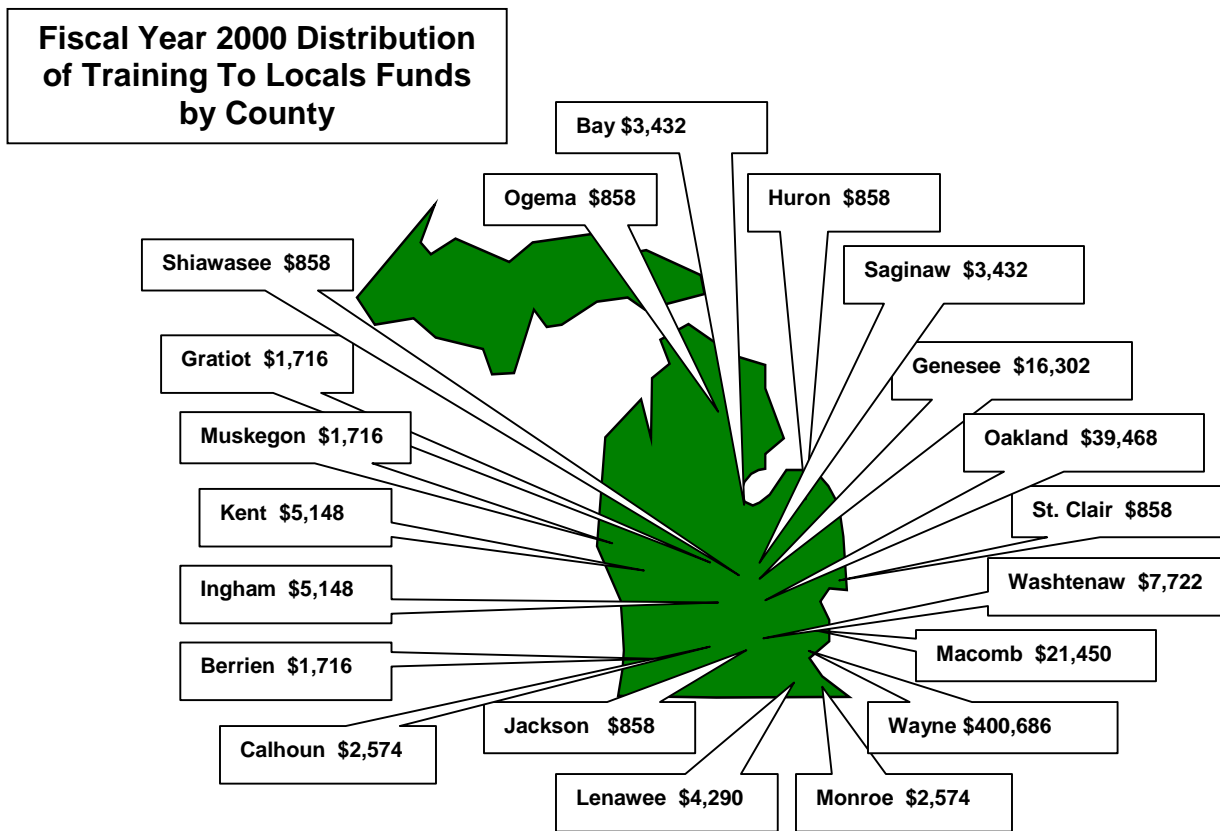 Fiscal Year 2000 Distribution
of Training To Locals Funds
by County
Bay $3,432
Ogema $858
Huron $858
Shiawasee $858
Saginaw $3,432
Gratiot $1,716
Genesee $16,302
Muskegon $1,716
Oakland $39,468
Kent $5,148
St. Clair $858
Ingham $5,148
Washtenaw $7,722
Berrien $1,716
Macomb $21,450
Calhoun $2,574
Jackson $858
Wayne $400,686
Lenawee $4,290
Monroe $2,574